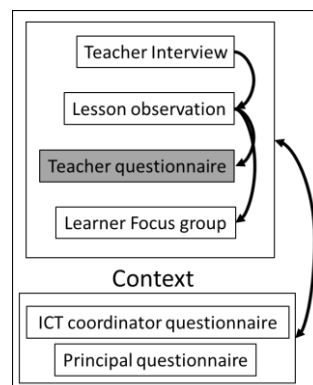 Teacher Interview
Lesson observation
Teacher questionnaire
Learner Focus group
Context
ICT coordinator questionnaire
Principal questionnaire